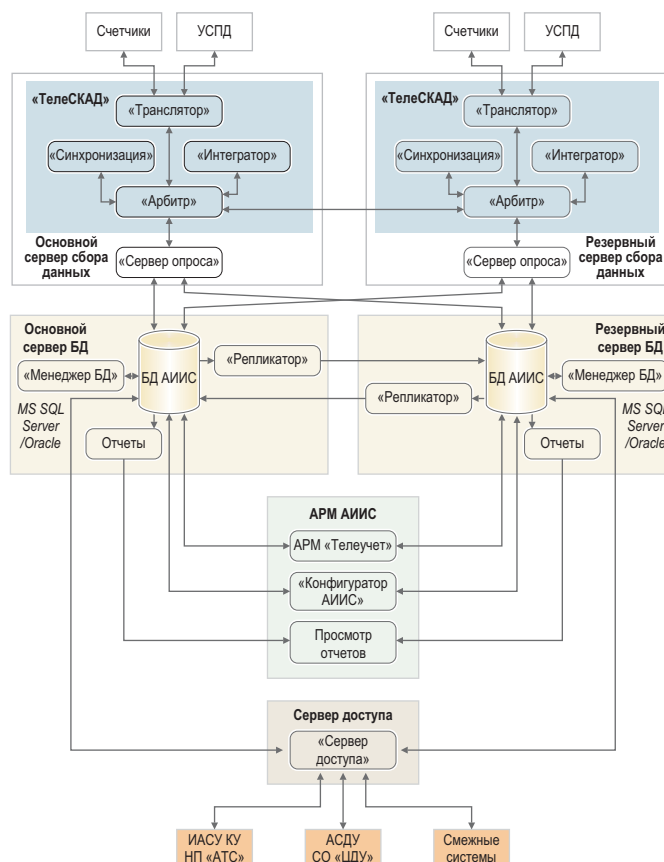 Счетчики
УСПД
Счетчики
УСПД
«ТелеСКАД»
«Транслятор»
«Синхронизация»
«Интегратор»
«Арбитр»
Основной
сервер сбора
данных
«Сервер опроса»
«ТелеСКАД»
«Транслятор»
«Синхронизация»
«Интегратор»
«Арбитр»
«Сервер опроса»
Резервный
сервер сбора
данных
Основной
сервер БД
«Менеджер БД»
БД АИИС
«Репликатор»
MS SQL
Server
/Oracle
Отчеты
Резервный
сервер БД
«Репликатор»
БД АИИС
«Менеджер БД»
MS SQL
Server
/Oracle
Отчеты
АРМ АИИС
АРМ «Телеучет»
«Конфигуратор
АИИС»
Просмотр
отчетов
Сервер доступа
«Сервер
доступа»
ИАСУ КУ
НП «АТС»
АСДУ
СО «ЦДУ»
Смежные
системы